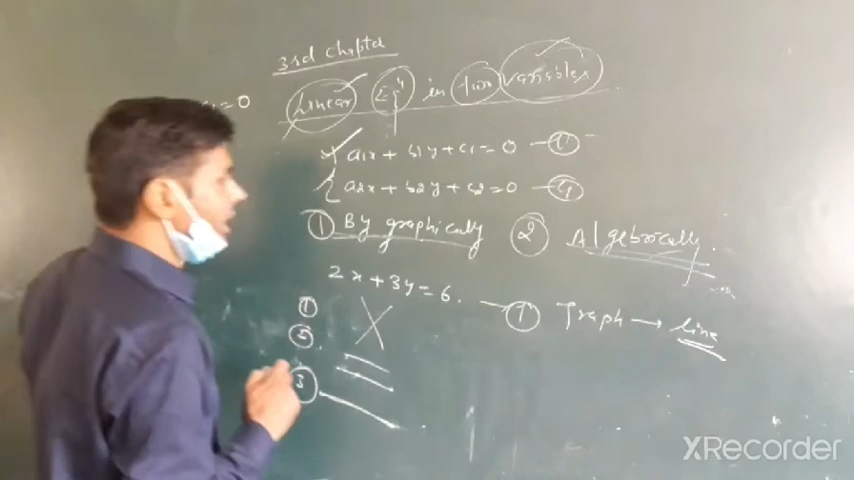 3rd chapter
Linear Eqn in two variables
=0
a1x + b1y + c1 = 0 — (1)
a2x + b2y + c2 = 0
(1) By graphically (2) Algebrically.
2x + 3y = 6. — (1) Graph → line
(1)
(2)
(3)
XRecorder